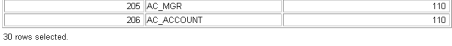 205 AC_MGR 110
206 AC_ACCOUNT 110
30 rows selected.